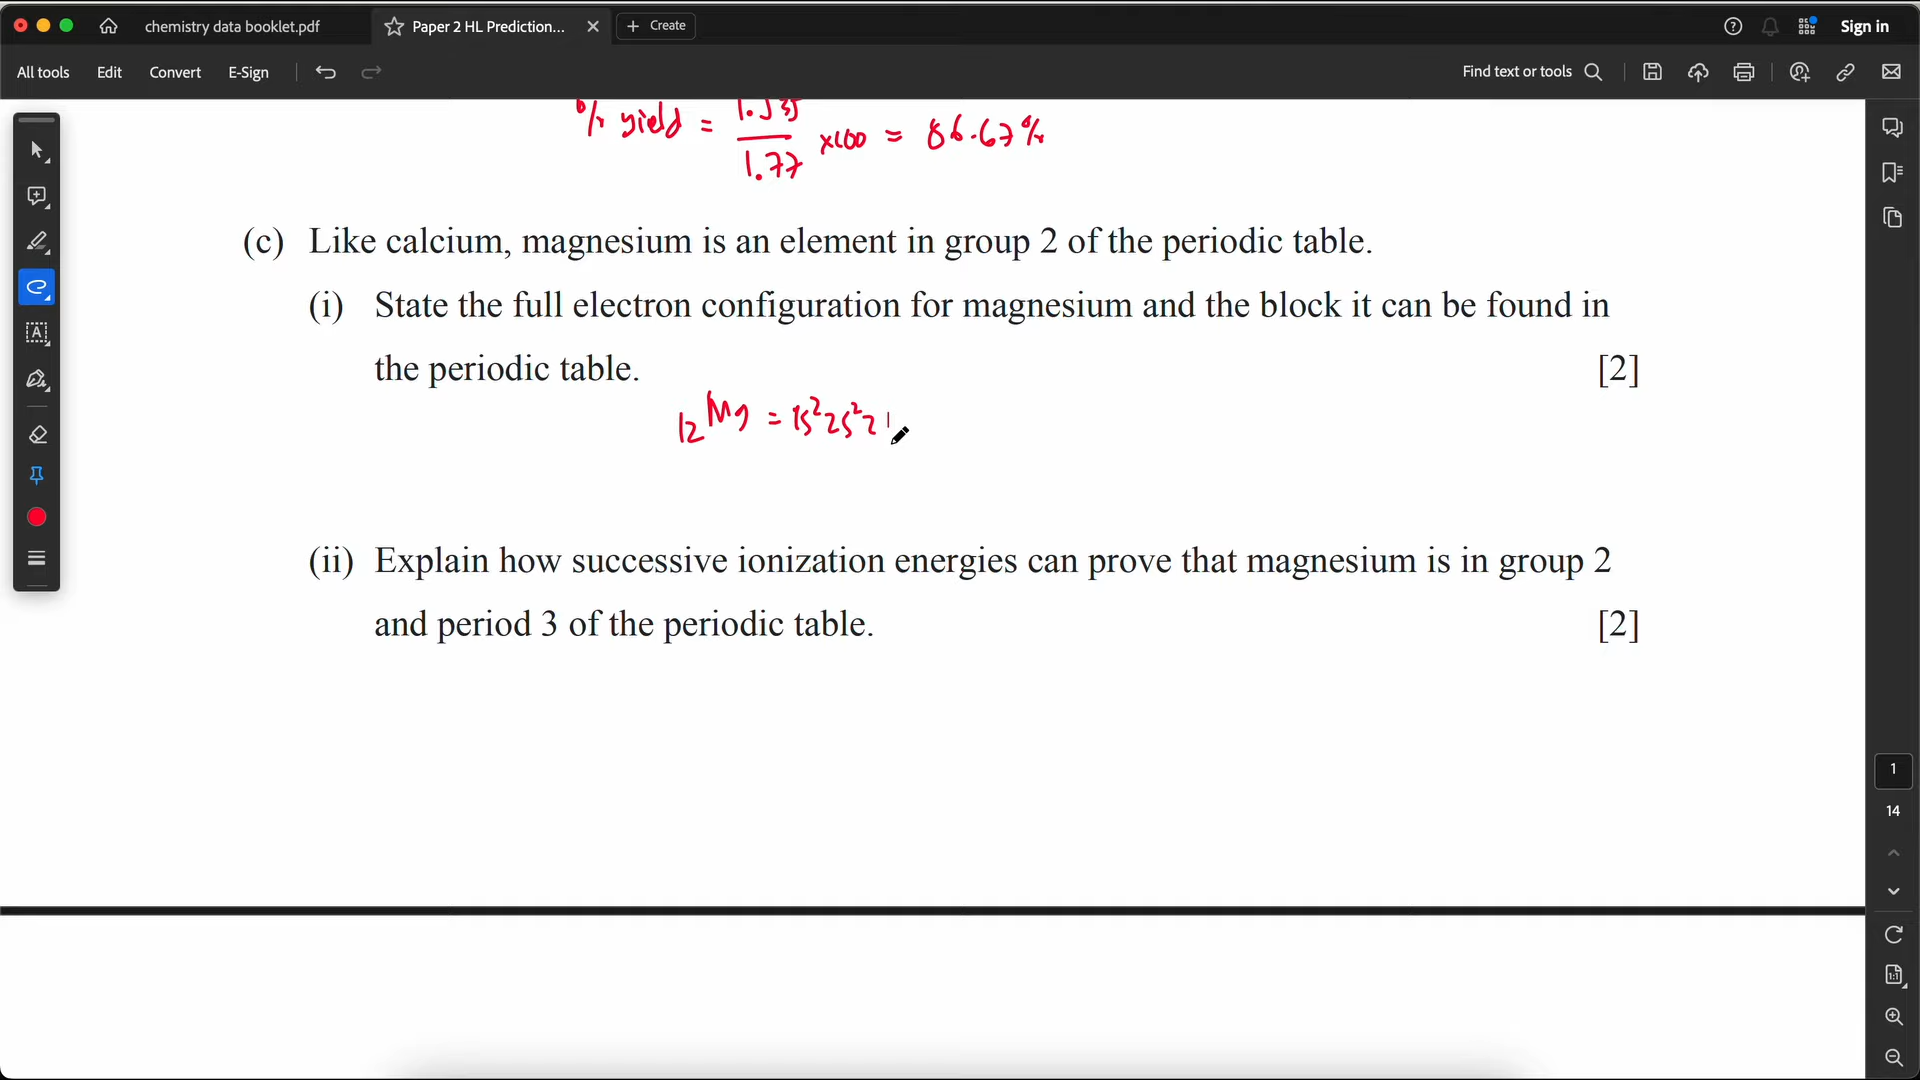 chemistry data booklet.pdf
Paper 2 HL Prediction...
Create
Sign in
All tools
Edit
Convert
E-Sign
Find text or tools
% yield = 1.535/1.77 ×100 = 86.67%
(c) Like calcium, magnesium is an element in group 2 of the periodic table.
(i) State the full electron configuration for magnesium and the block it can be found in
the periodic table. [2]
₁₂Mg = 1s²2s²2
(ii) Explain how successive ionization energies can prove that magnesium is in group 2
and period 3 of the periodic table. [2]
1
14